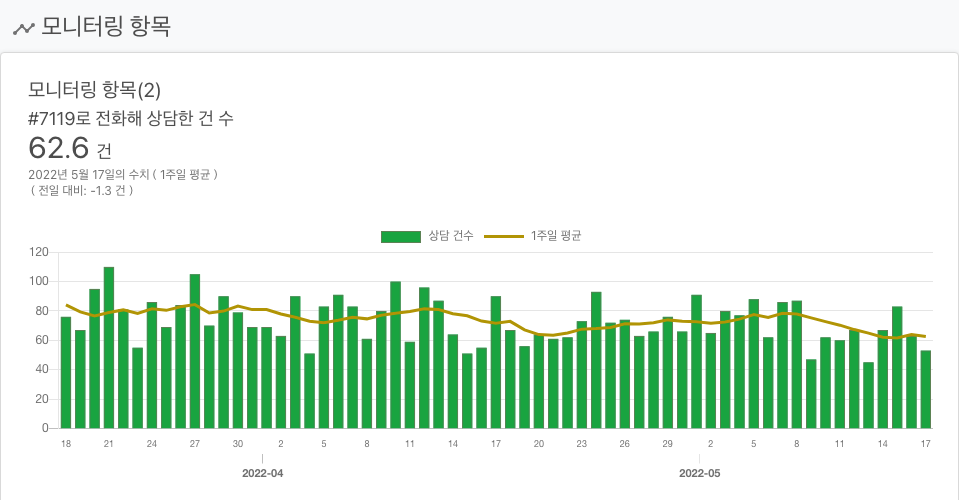 모니터링 항목
모니터링 항목(2)
#7119로 전화해 상담한 건 수
62.6 건
2022년 5월 17일의 수치 ( 1주일 평균 )
( 전일 대비: -1.3 건 )
상담 건수 1주일 평균
120
100
80
60
40
20
0
18 21 24 27 30 2 5 8 11 14 17 20 23 26 29 2 5 8 11 14 17
2022-04 2022-05